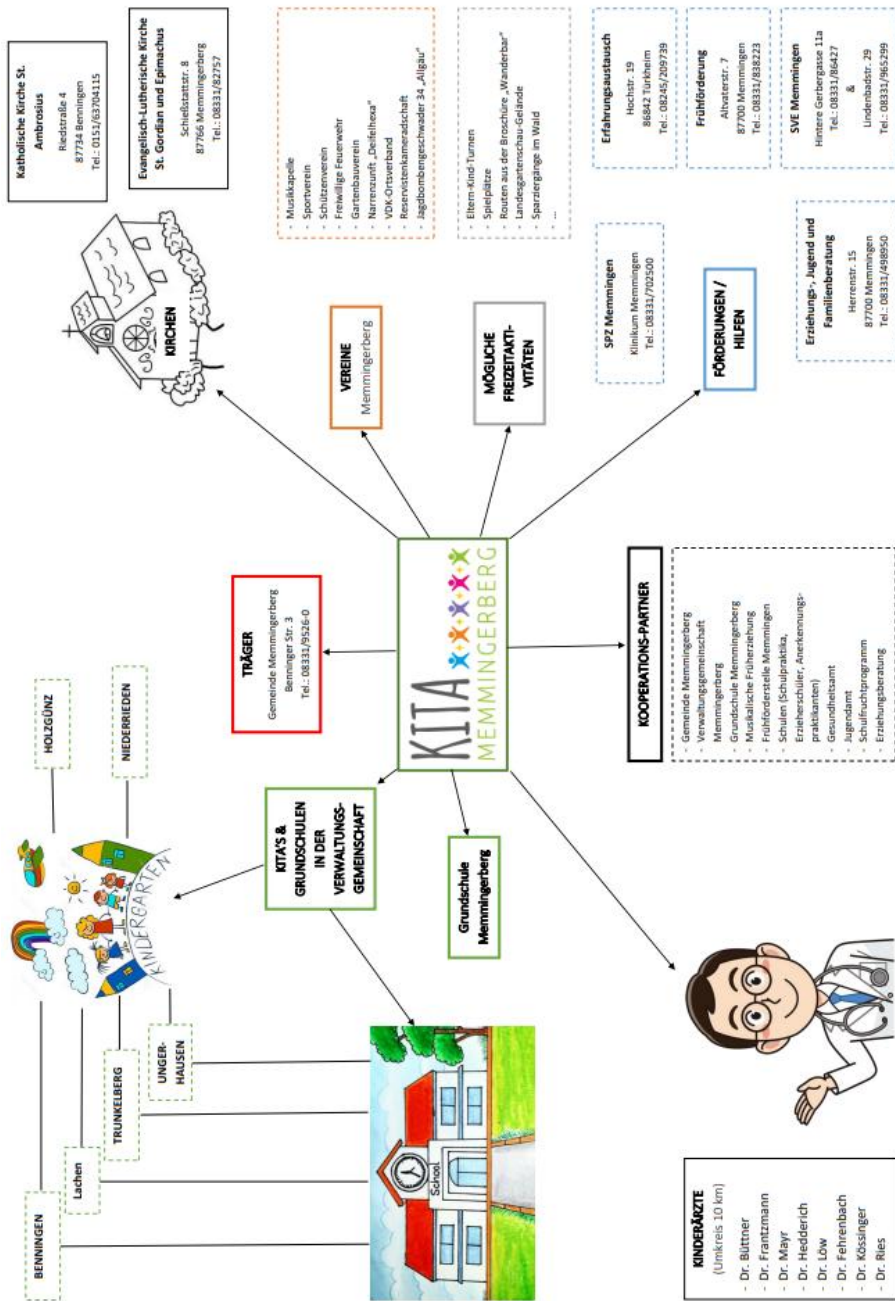 BENNINGEN
Lachen
TRUNKELBERG
UNGER-
HAUSEN
KINDERGARTEN
HOLZGÜNZ
NIEDERRIEDEN
School
KITA'S &
GRUNDSCHULEN
IN DER
VERWALTUNGS-
GEMEINSCHAFT
Grundschule
Memmingerberg
TRÄGER
Gemeinde Memmingerberg
Benninger Str. 3
Tel.: 08331/9526-0
KITA
MEMMINGERBERG
KIRCHEN
Katholische Kirche St.
Ambrosius
Riedstraße 4
87734 Benningen
Tel.: 0151/63704115
Evangelisch-Lutherische Kirche
St. Gordian und Epimachus
Schießstattstr. 8
87766 Memmingerberg
Tel.: 08331/82757
VEREINE
Memmingerberg
- Musikkapelle
- Sportverein
- Schützenverein
- Freiwillige Feuerwehr
- Gartenbauverein
- Narrenzunft „Deifelhexa"
- VDK-Ortsverband
- Reservistenkameradschaft
- Jagdbombengeschwader 34 „Allgäu"
MÖGLICHE
FREIZEITAKTI-
VITÄTEN
- Eltern-Kind-Turnen
- Spielplätze
- Routen aus der Broschüre „Wanderbar"
- Landesgartenschau-Gelände
- Sparziergänge im Wald
- ...
FÖRDERUNGEN /
HILFEN
SPZ Memmingen
Klinikum Memmingen
Tel.: 08331/702500
Erziehungs-, Jugend und
Familienberatung
Herrenstr. 15
87700 Memmingen
Tel.: 08331/498950
Erfahrungsaustausch
Hochstr. 19
86842 Türkheim
Tel.: 08245/209739
Frühförderung
Altvaterstr. 7
87700 Memmingen
Tel.: 08331/838223
SVE Memmingen
Hintere Gerbergasse 11a
Tel.: 08331/86427
&
Lindenbadstr. 29
Tel.: 08331/965299
KOOPERATIONS-PARTNER
- Gemeinde Memmingerberg
- Verwaltungsgemeinschaft
Memmingerberg
- Grundschule Memmingerberg
- Musikalische Früherziehung
- Frühförderstelle Memmingen
- Schulen (Schulpraktika,
Erzieherschüler, Anerkennungs-
praktikanten)
- Gesundheitsamt
- Jugendamt
- Schulfruchtprogramm
- Erziehungsberatung
KINDERÄRZTE
(Umkreis 10 km)
- Dr. Büttner
- Dr. Frantzmann
- Dr. Mayr
- Dr. Hedderich
- Dr. Löw
- Dr. Fehrenbach
- Dr. Kössinger
- Dr. Ries